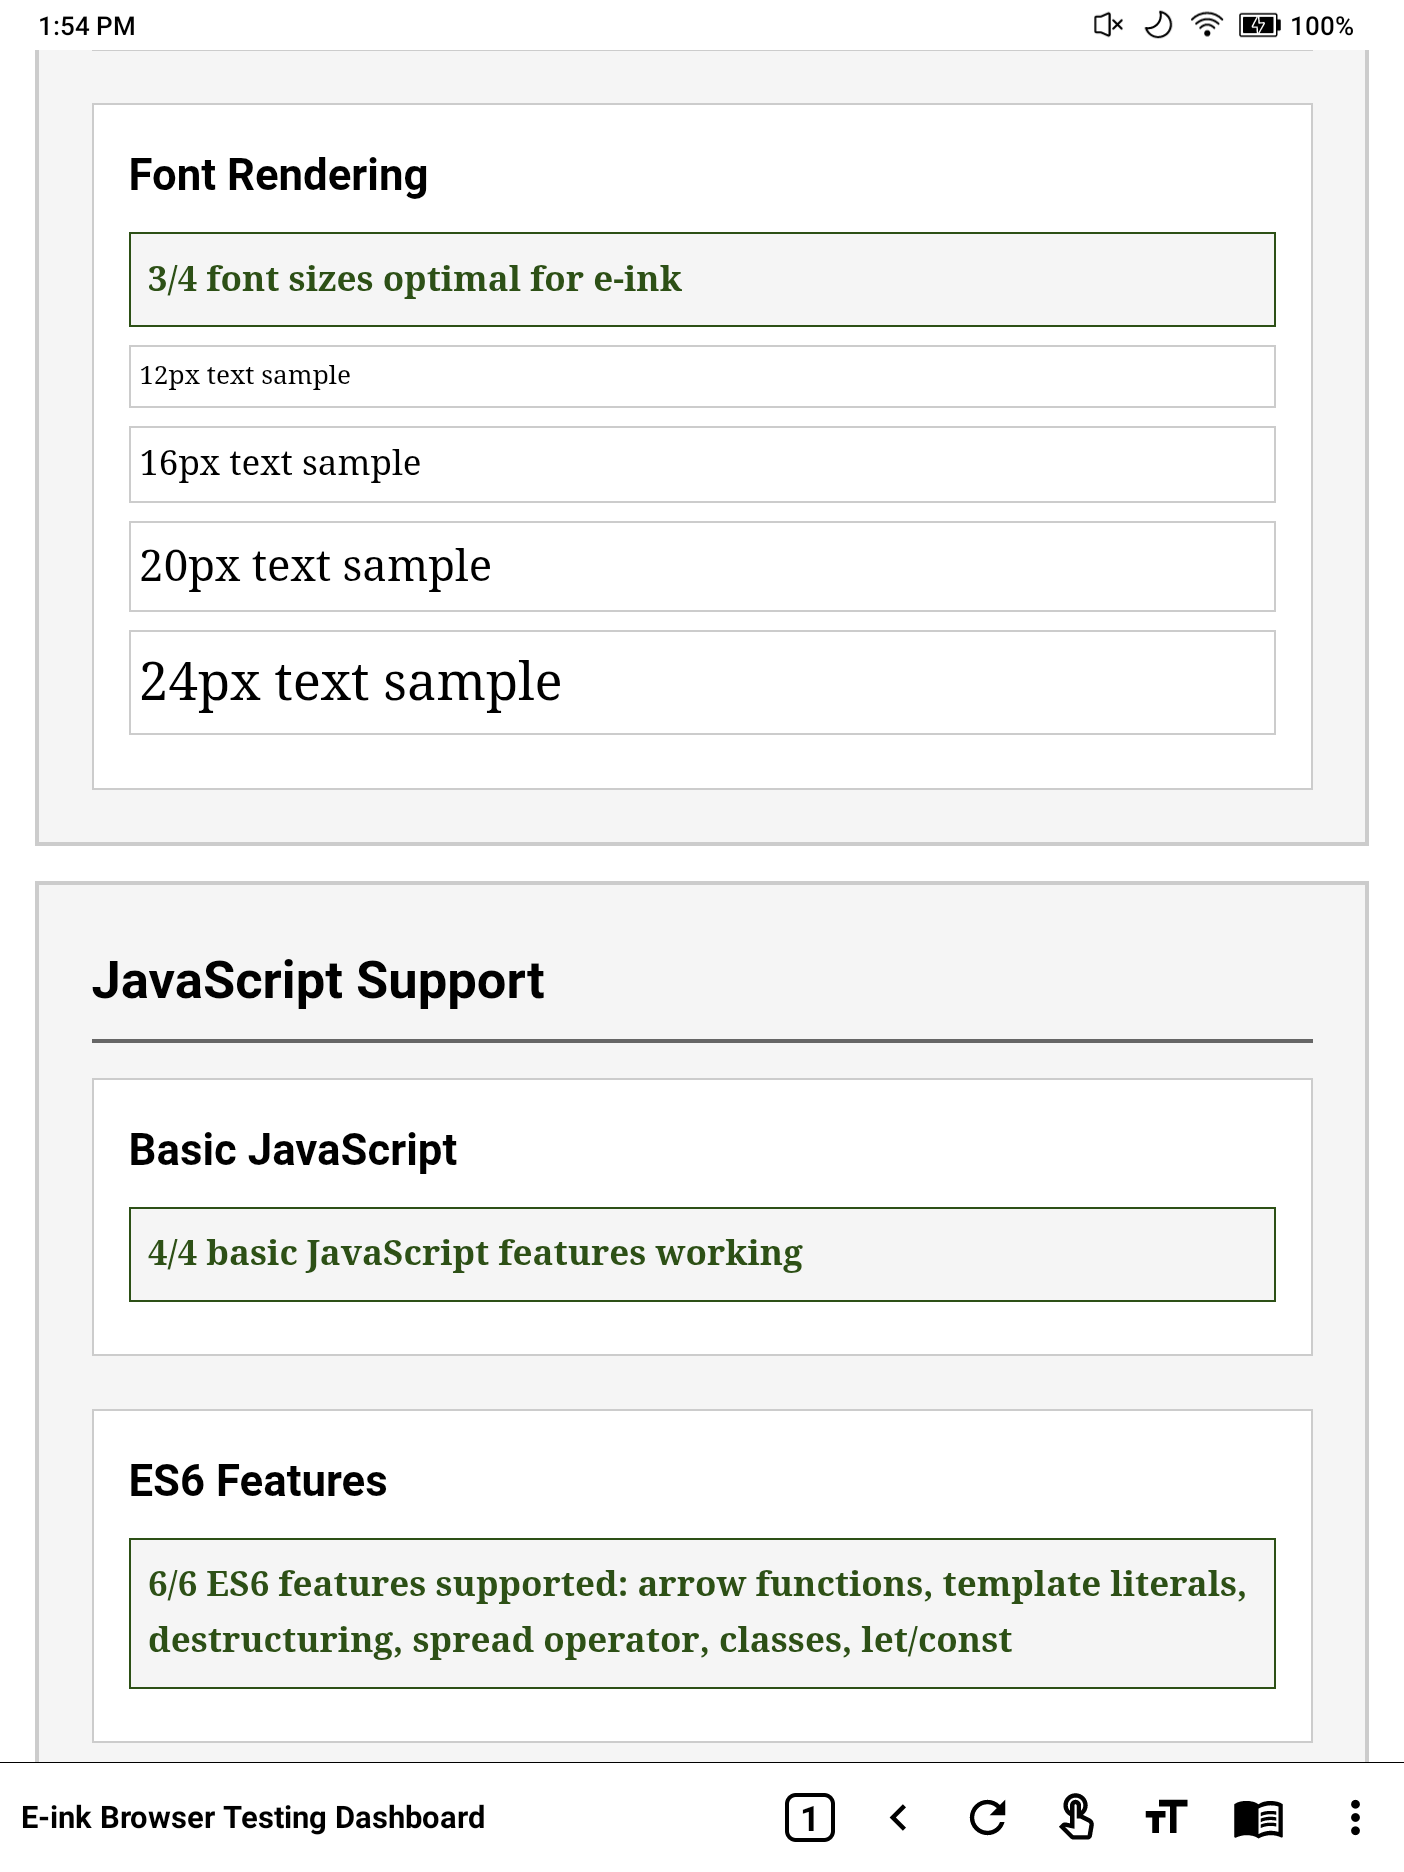 1:54 PM
100%
Font Rendering
3/4 font sizes optimal for e-ink
12px text sample
16px text sample
20px text sample
24px text sample
JavaScript Support
Basic JavaScript
4/4 basic JavaScript features working
ES6 Features
6/6 ES6 features supported: arrow functions, template literals,
destructuring, spread operator, classes, let/const
E-ink Browser Testing Dashboard
1
TT